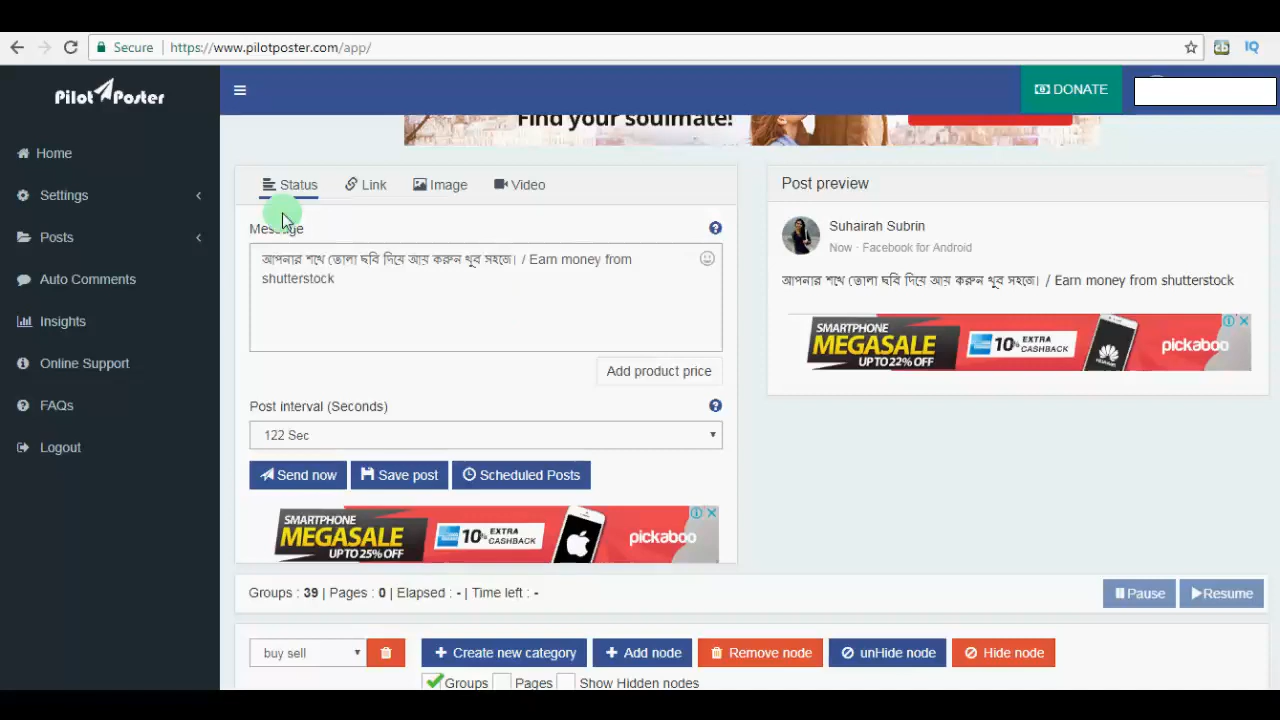 Secure
https://www.pilotposter.com/app/
IQ
Pilot Poster
DONATE
Find your soulmate!
Home
Settings
Posts
Auto Comments
Insights
Online Support
FAQs
Logout
Status Link Image Video
Message
আপনার শখে তোলা ছবি দিয়ে আয় করুন খুব সহজে। / Earn money from
shutterstock
Add product price
Post interval (Seconds)
122 Sec
Send now Save post Scheduled Posts
SMARTPHONE
MEGASALE
UP TO 25% OFF
10% EXTRA
CASHBACK
pickaboo
Post preview
Suhairah Subrin
Now · Facebook for Android
আপনার শখে তোলা ছবি দিয়ে আয় করুন খুব সহজে। / Earn money from shutterstock
SMARTPHONE
MEGASALE
UP TO 22% OFF
10% EXTRA
CASHBACK
pickaboo
Groups : 39 | Pages : 0 | Elapsed : - | Time left : -
Pause Resume
buy sell
Create new category Add node Remove node unHide node Hide node
Groups Pages Show Hidden nodes